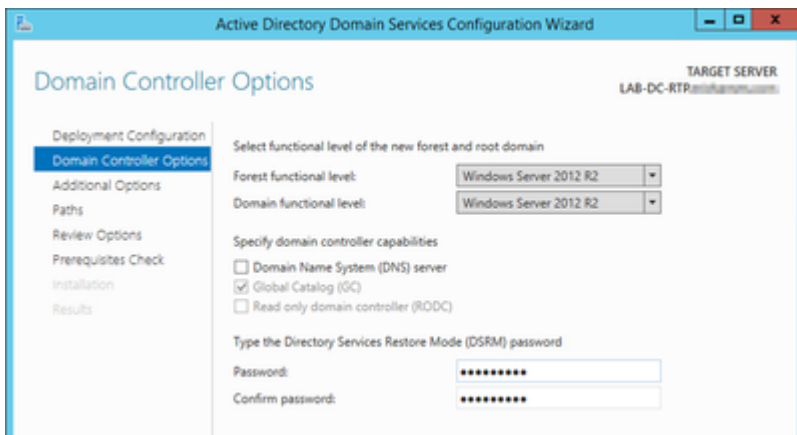 Active Directory Domain Services Configuration Wizard
Domain Controller Options
TARGET SERVER
LAB-DC-RTP
Deployment Configuration
Domain Controller Options
Additional Options
Paths
Review Options
Prerequisites Check
Installation
Results
Select functional level of the new forest and root domain
Forest functional level: Windows Server 2012 R2
Domain functional level: Windows Server 2012 R2
Specify domain controller capabilities
Domain Name System (DNS) server
Global Catalog (GC)
Read only domain controller (RODC)
Type the Directory Services Restore Mode (DSRM) password
Password: •••••••••
Confirm password: •••••••••